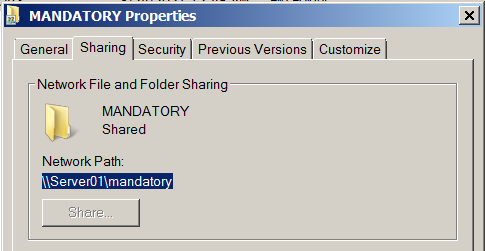 MANDATORY Properties
General Sharing Security Previous Versions Customize
Network File and Folder Sharing
MANDATORY
Shared
Network Path:
\\Server01\mandatory
Share...